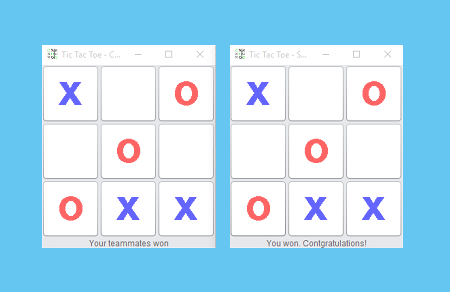 Tic Tac Toe - C...
Tic Tac Toe - S...
X O
O
O X X
X O
O
O X X
Your teammates won
You won. Contgratulations!